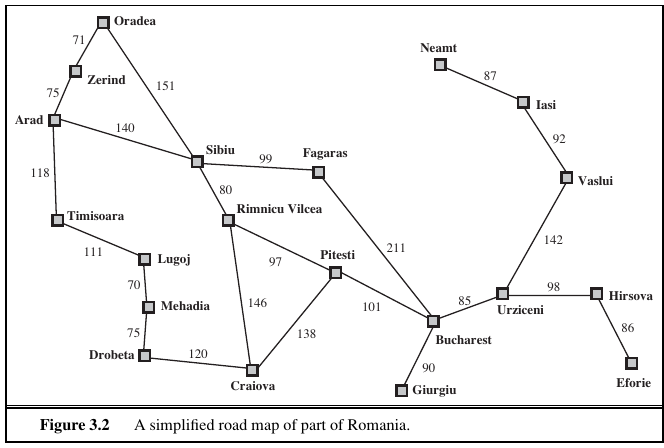 Oradea
71
Neamt
Zerind
87
151
75
Iasi
Arad
140
92
Sibiu
Fagaras
99
118
80
Vaslui
Rimnicu Vilcea
Timisoara
111
Lugoj
97
Pitesti
211
142
70
98
Hirsova
Mehadia
146
101
85
Urziceni
75
138
86
Bucharest
Drobeta
120
90
Craiova
Giurgiu
Eforie
Figure 3.2 A simplified road map of part of Romania.